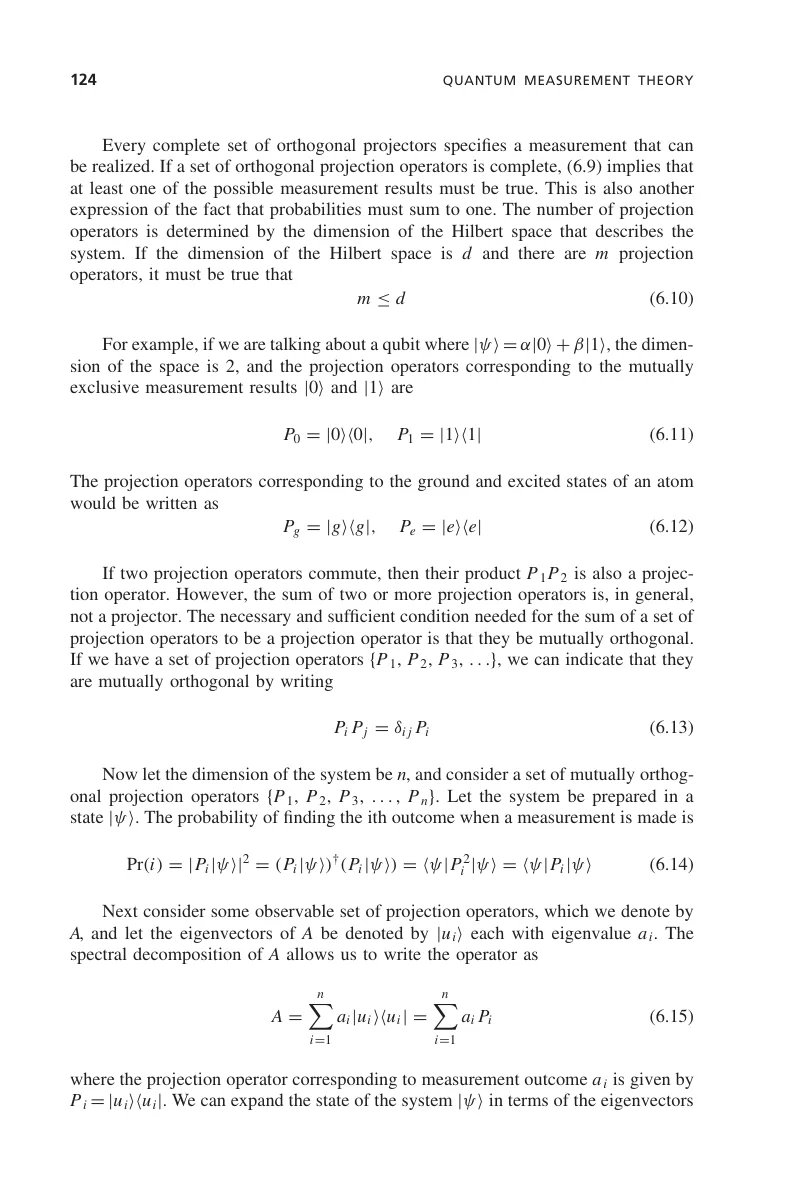 124 QUANTUM MEASUREMENT THEORY
Every complete set of orthogonal projectors specifies a measurement that can
be realized. If a set of orthogonal projection operators is complete, (6.9) implies that
at least one of the possible measurement results must be true. This is also another
expression of the fact that probabilities must sum to one. The number of projection
operators is determined by the dimension of the Hilbert space that describes the
system. If the dimension of the Hilbert space is d and there are m projection
operators, it must be true that
m ≤ d (6.10)
For example, if we are talking about a qubit where |ψ⟩ = α|0⟩ + β|1⟩, the dimen-
sion of the space is 2, and the projection operators corresponding to the mutually
exclusive measurement results |0⟩ and |1⟩ are
P₀ = |0⟩⟨0|, P₁ = |1⟩⟨1| (6.11)
The projection operators corresponding to the ground and excited states of an atom
would be written as
P_g = |g⟩⟨g|, P_e = |e⟩⟨e| (6.12)
If two projection operators commute, then their product P₁P₂ is also a projec-
tion operator. However, the sum of two or more projection operators is, in general,
not a projector. The necessary and sufficient condition needed for the sum of a set of
projection operators to be a projection operator is that they be mutually orthogonal.
If we have a set of projection operators {P₁, P₂, P₃, . . .}, we can indicate that they
are mutually orthogonal by writing
P_i P_j = δ_ij P_i (6.13)
Now let the dimension of the system be n, and consider a set of mutually orthog-
onal projection operators {P₁, P₂, P₃, . . . , P_n}. Let the system be prepared in a
state |ψ⟩. The probability of finding the ith outcome when a measurement is made is
Pr(i) = |P_i|ψ⟩|² = (P_i|ψ⟩)†(P_i|ψ⟩) = ⟨ψ|P_i²|ψ⟩ = ⟨ψ|P_i|ψ⟩ (6.14)
Next consider some observable set of projection operators, which we denote by
A, and let the eigenvectors of A be denoted by |u_i⟩ each with eigenvalue a_i. The
spectral decomposition of A allows us to write the operator as
A = ∑_{i=1}^{n} a_i|u_i⟩⟨u_i| = ∑_{i=1}^{n} a_i P_i (6.15)
where the projection operator corresponding to measurement outcome a_i is given by
P_i = |u_i⟩⟨u_i|. We can expand the state of the system |ψ⟩ in terms of the eigenvectors